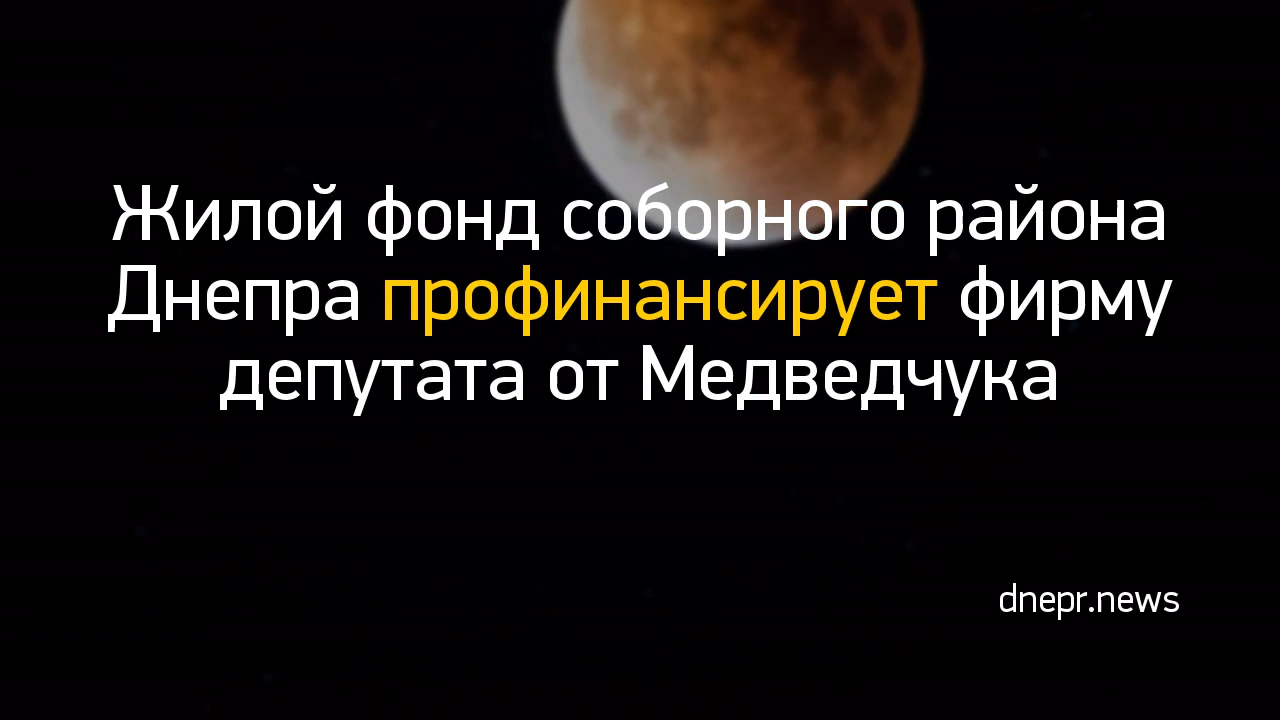 Жилой фонд соборного района
Днепра профинансирует фирму
депутата от Медведчука
dnepr.news